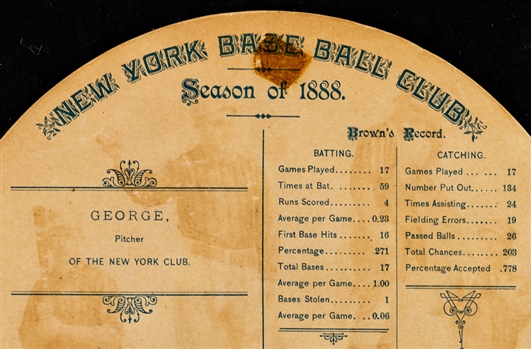 NEW YORK BASE BALL CLUB
Season of 1888.
GEORGE,
Pitcher
OF THE NEW YORK CLUB.
Brown's Record.
BATTING.
Games Played........ 17
Times at Bat. ....... 59
Runs Scored......... 4
Average per Game....0.23
First Base Hits ...... 16
Percentage.......... .271
Total Bases ......... 17
Average per Game....1.00
Bases Stolen......... 1
Average per Game....0.06
CATCHING.
Games Played ... ... 17
Number Put Out,.... 134
Times Assisting ..... 24
Fielding Errors...... 19
Passed Balls ........ 26
Total Chances....... 203
Percentage Accepted .778